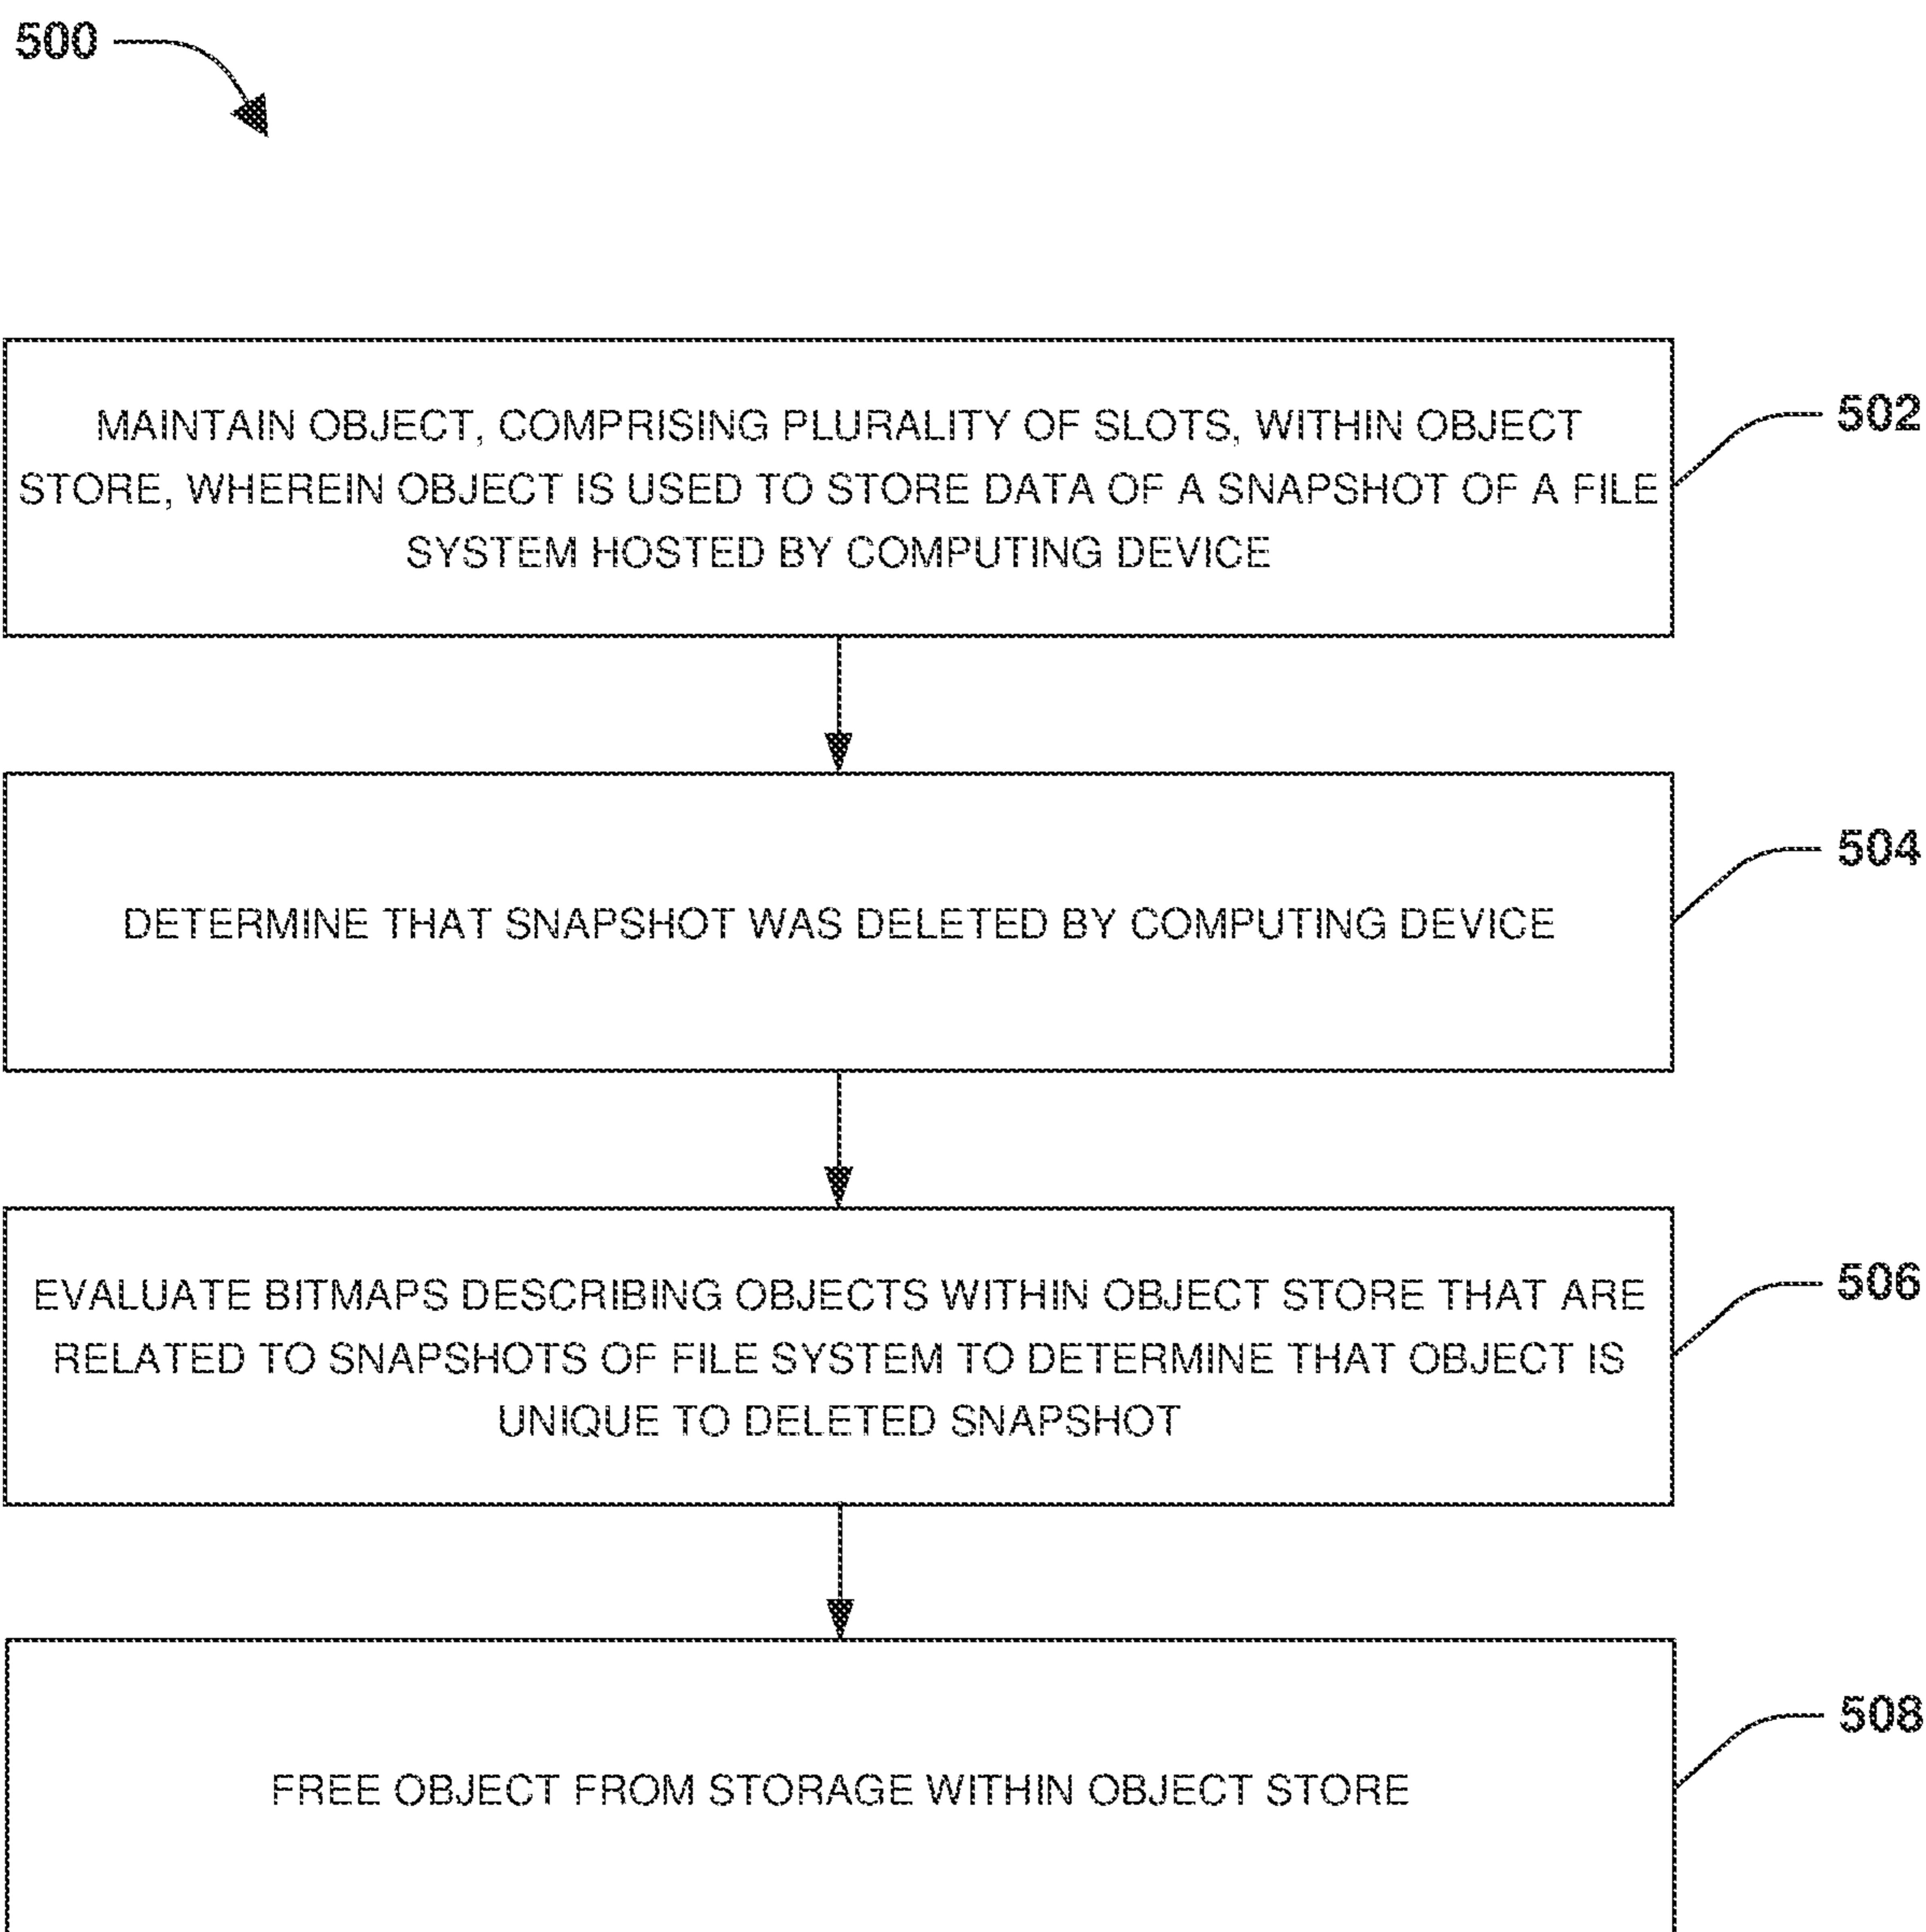 500
MAINTAIN OBJECT, COMPRISING PLURALITY OF SLOTS, WITHIN OBJECT
STORE, WHEREIN OBJECT IS USED TO STORE DATA OF A SNAPSHOT OF A FILE
SYSTEM HOSTED BY COMPUTING DEVICE
502
DETERMINE THAT SNAPSHOT WAS DELETED BY COMPUTING DEVICE
504
EVALUATE BITMAPS DESCRIBING OBJECTS WITHIN OBJECT STORE THAT ARE
RELATED TO SNAPSHOTS OF FILE SYSTEM TO DETERMINE THAT OBJECT IS
UNIQUE TO DELETED SNAPSHOT
506
FREE OBJECT FROM STORAGE WITHIN OBJECT STORE
508